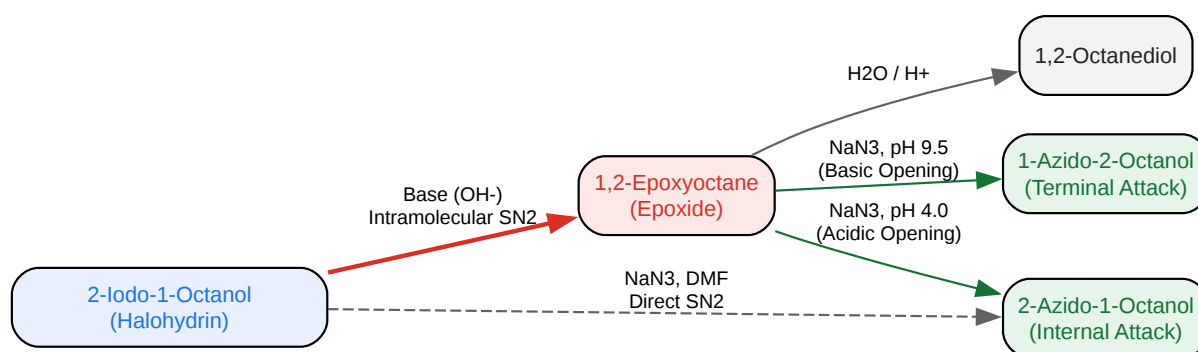 1,2-Octanediol
H2O / H+
NaN3, pH 9.5
(Basic Opening)
1-Azido-2-Octanol
(Terminal Attack)
1,2-Epoxyoctane
(Epoxide)
Base (OH-)
Intramolecular SN2
NaN3, pH 4.0
(Acidic Opening)
NaN3, DMF
Direct SN2
2-Iodo-1-Octanol
(Halohydrin)
2-Azido-1-Octanol
(Internal Attack)